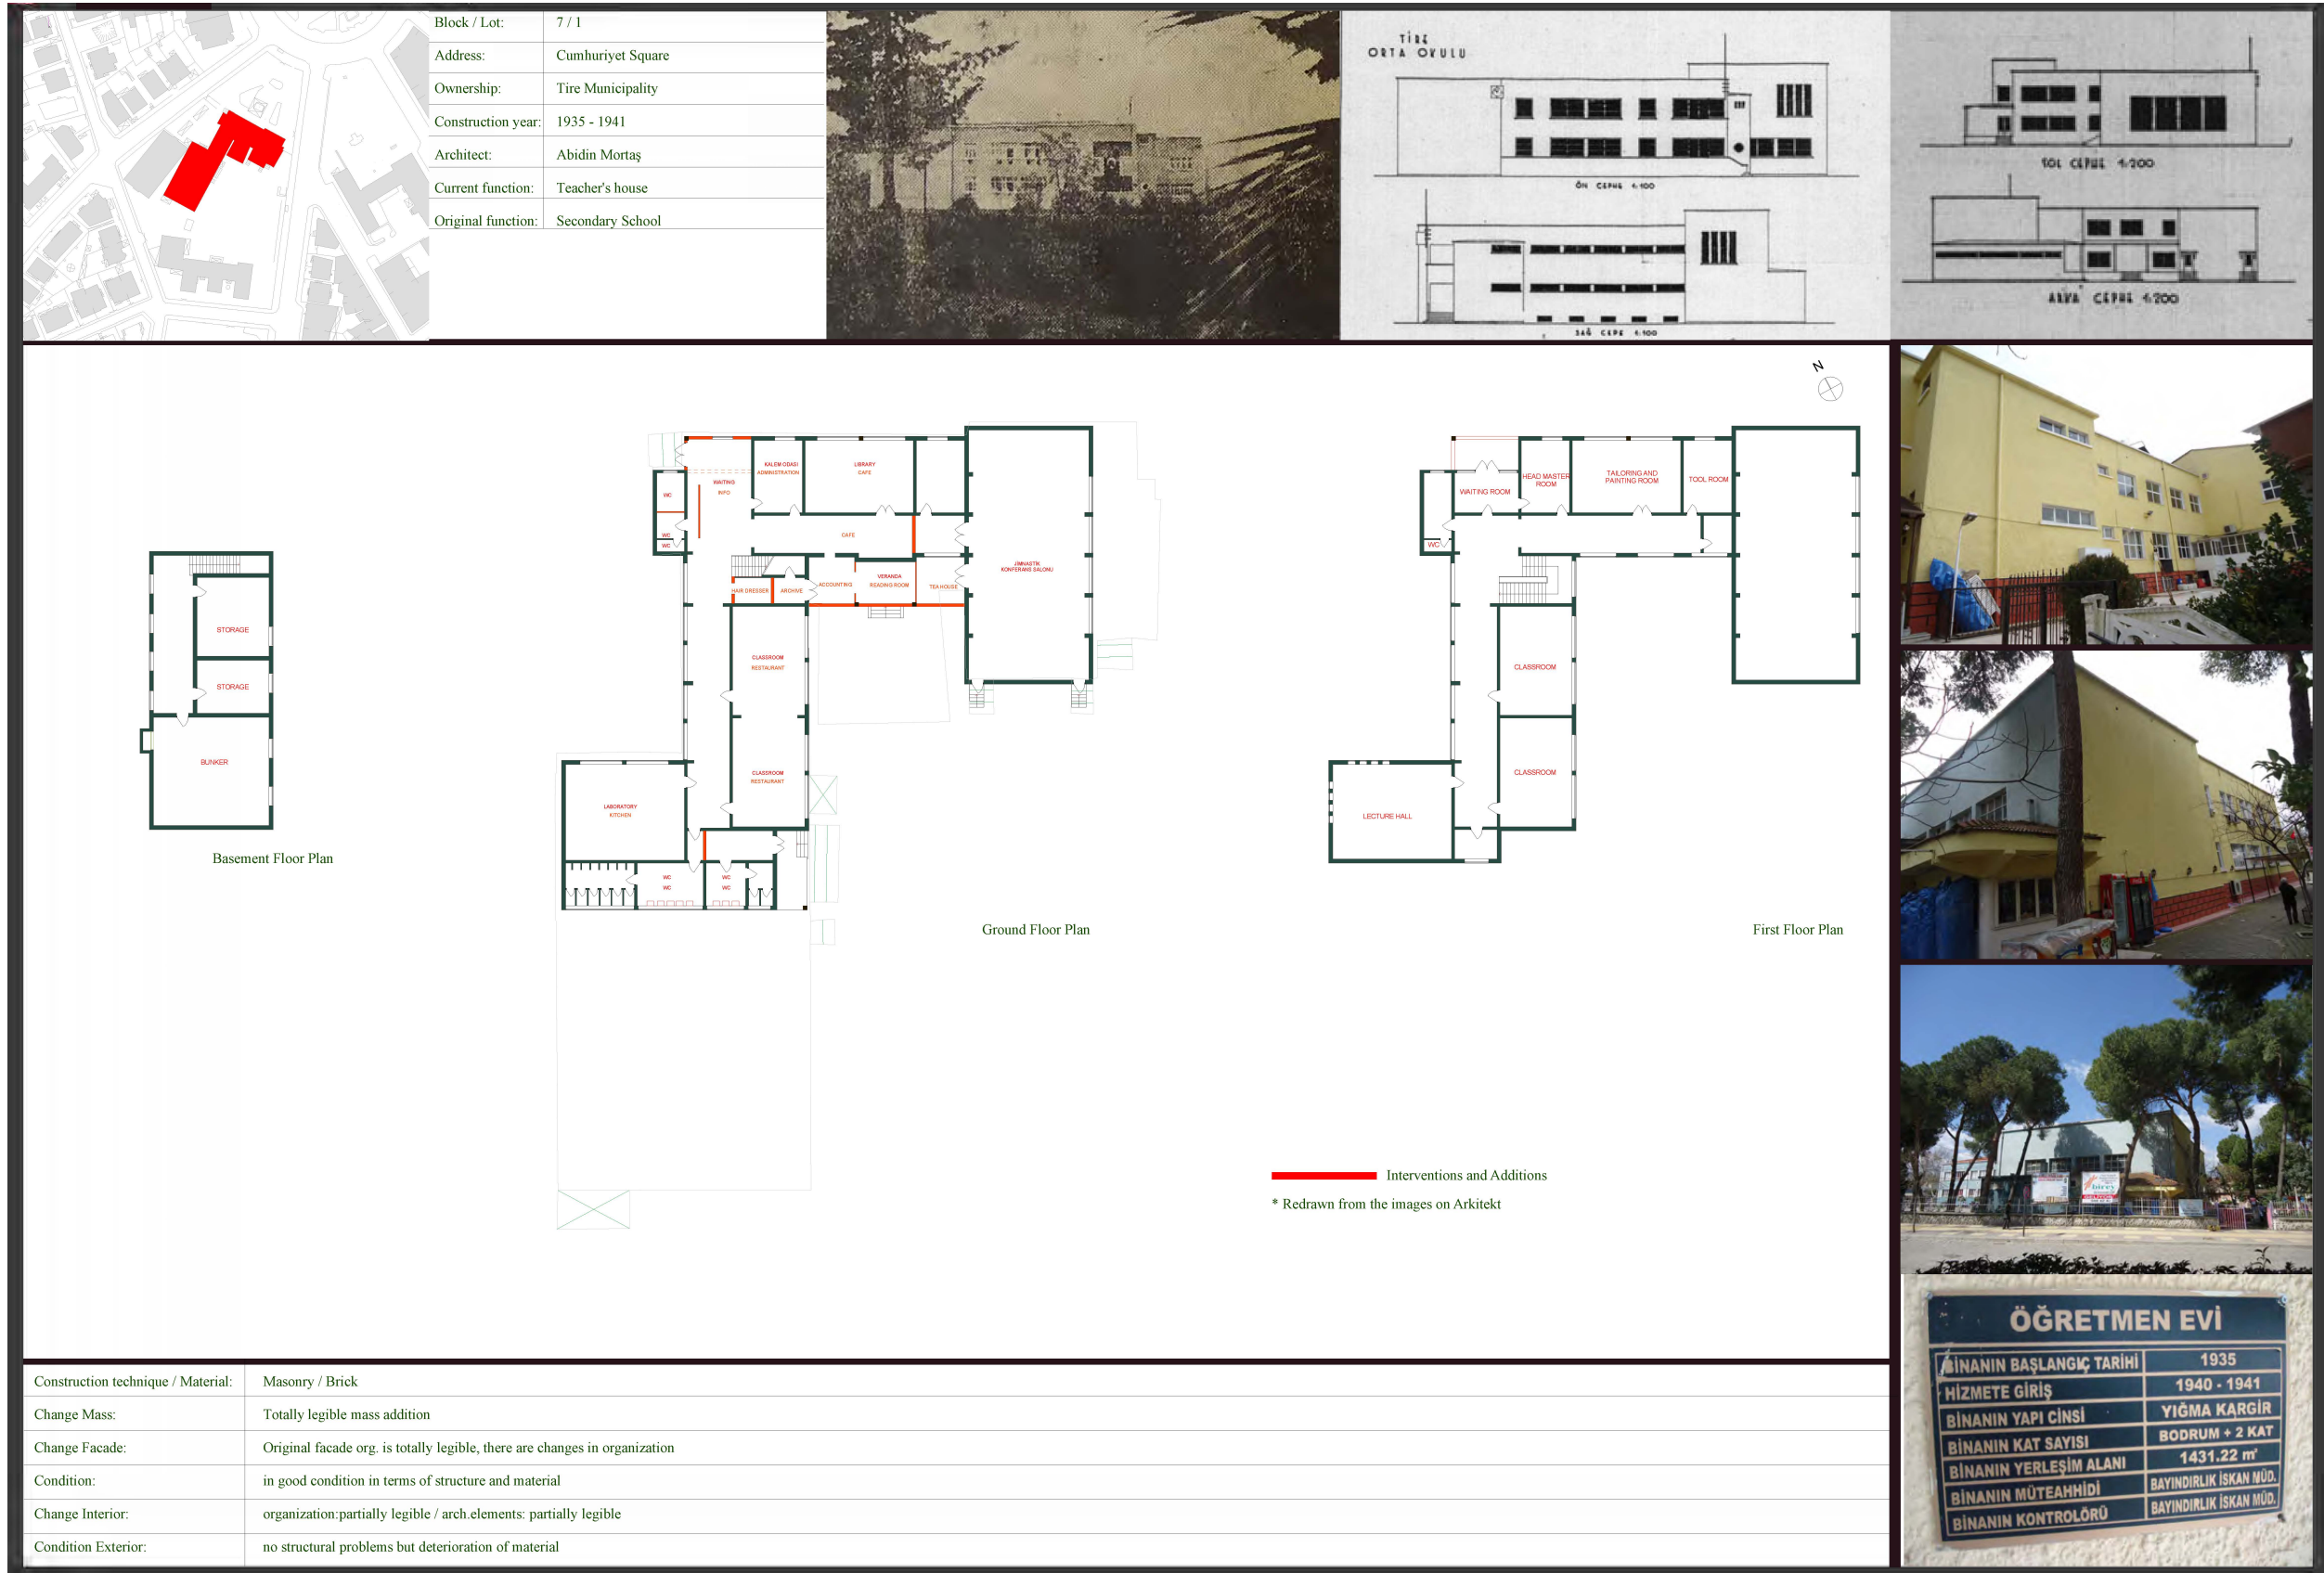 Block / Lot: 7 / 1
Address: Cumhuriyet Square
Ownership: Tire Municipality
Construction year: 1935 - 1941
Architect: Abidin Mortaş
Current function: Teacher's house
Original function: Secondary School
TİRE
ORTA OKULU
ÖN CEPHE 1:100
SAĞ CEPE 1:100
SOL CEPHE 1:200
ARKA CEPHE 1:200
N
STORAGE
STORAGE
BUNKER
Basement Floor Plan
WC
WC
WC
WAITING
INFO
KALEM ODASI
ADMINISTRATION
LIBRARY
CAFE
CAFE
HAIR DRESSER
ARCHIVE
ACCOUNTING
VERANDA
READING ROOM
TEA HOUSE
JİMNASTİK
KONFERANS SALONU
CLASSROOM
RESTAURANT
CLASSROOM
RESTAURANT
LABORATORY
KITCHEN
WC
WC
WC
WC
Ground Floor Plan
WAITING ROOM
HEAD MASTER
ROOM
TAILORING AND
PAINTING ROOM
TOOL ROOM
WC
CLASSROOM
CLASSROOM
LECTURE HALL
First Floor Plan
Interventions and Additions
* Redrawn from the images on Arkitekt
birey
ÖĞRETMEN EVİ
BİNANIN BAŞLANGIÇ TARİHİ 1935
HİZMETE GİRİŞ 1940 - 1941
BİNANIN YAPI CİNSİ YIĞMA KARGİR
BİNANIN KAT SAYISI BODRUM + 2 KAT
BİNANIN YERLEŞİM ALANI 1431.22 m²
BİNANIN MÜTEAHHİDİ BAYINDIRLIK İSKAN MÜD.
BİNANIN KONTROLÖRÜ BAYINDIRLIK İSKAN MÜD.
Construction technique / Material: Masonry / Brick
Change Mass: Totally legible mass addition
Change Facade: Original facade org. is totally legible, there are changes in organization
Condition: in good condition in terms of structure and material
Change Interior: organization:partially legible / arch.elements: partially legible
Condition Exterior: no structural problems but deterioration of material